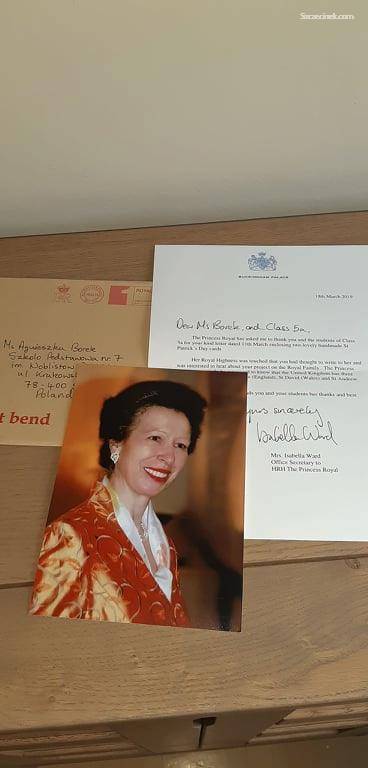 Szczecinek.com
BUCKINGHAM PALACE
18th March 2019
Dear Ms Borek, and Class 5a,
The Princess Royal has asked me to thank you and the students of Class
5a for your kind letter dated 11th March enclosing two lovely handmade St
Patrick's Day cards.
Her Royal Highness was touched that you had thought to write to her and
was interested to hear about your project on the Royal Family. The Princess
to know that the United Kingdom has three
(England), St David (Wales) and St Andrew
you and your students her thanks and best
yours sincerely
Isabella Ward
Mrs. Isabella Ward
Office Secretary to
HRH The Princess Royal
ROYAL
Ms Agnieszka Borek
Szkolo Podstawowa nr 7
im. Noblistów
ul Krakows
78-400
Poland
t bend